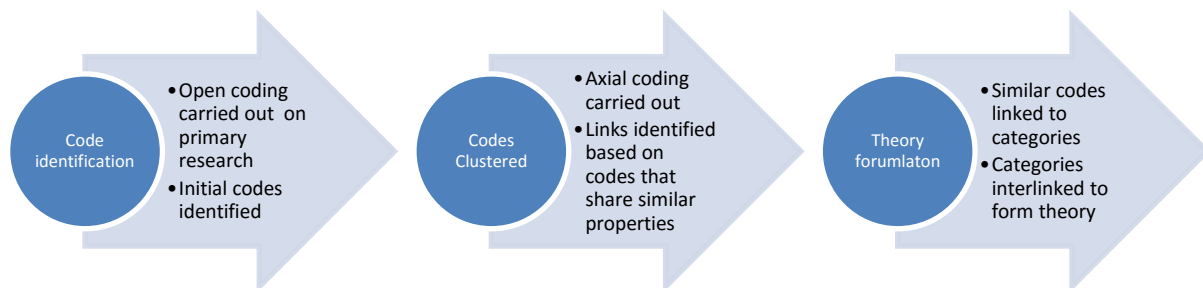 Code
identification
•Open coding
carried out on
primary
research
•Initial codes
identified
Codes
Clustered
•Axial coding
carried out
•Links identified
based on
codes that
share similar
properties
Theory
forumlaton
•Similar codes
linked to
categories
•Categories
interlinked to
form theory